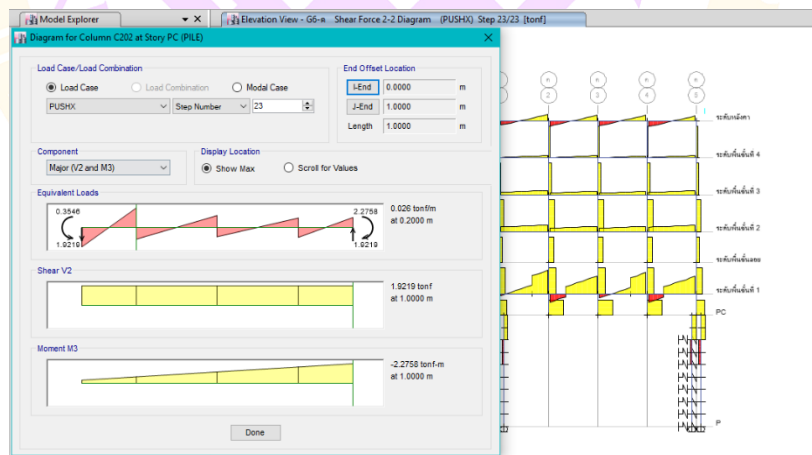 Model Explorer
Elevation View - G6-ก Shear Force 2-2 Diagram (PUSHX) Step 23/23 [tonf]
Diagram for Column C202 at Story PC (PILE)
Load Case/Load Combination
Load Case
Load Combination
Modal Case
PUSHX
Step Number
23
End Offset Location
I-End
0.0000
m
J-End
1.0000
m
Length
1.0000
m
Component
Major (V2 and M3)
Display Location
Show Max
Scroll for Values
Equivalent Loads
0.3546
1.9219
2.2758
1.9219
0.026 tonf/m
at 0.2000 m
Shear V2
1.9219 tonf
at 1.0000 m
Moment M3
-2.2758 tonf-m
at 1.0000 m
Done
ก
ก
ก
ก
2
3
4
5
ระดับหลังคา
ระดับพื้นชั้นที่ 4
ระดับพื้นชั้นที่ 3
ระดับพื้นชั้นที่ 2
ระดับพื้นชั้นลอย
ระดับพื้นชั้นที่ 1
PC
P